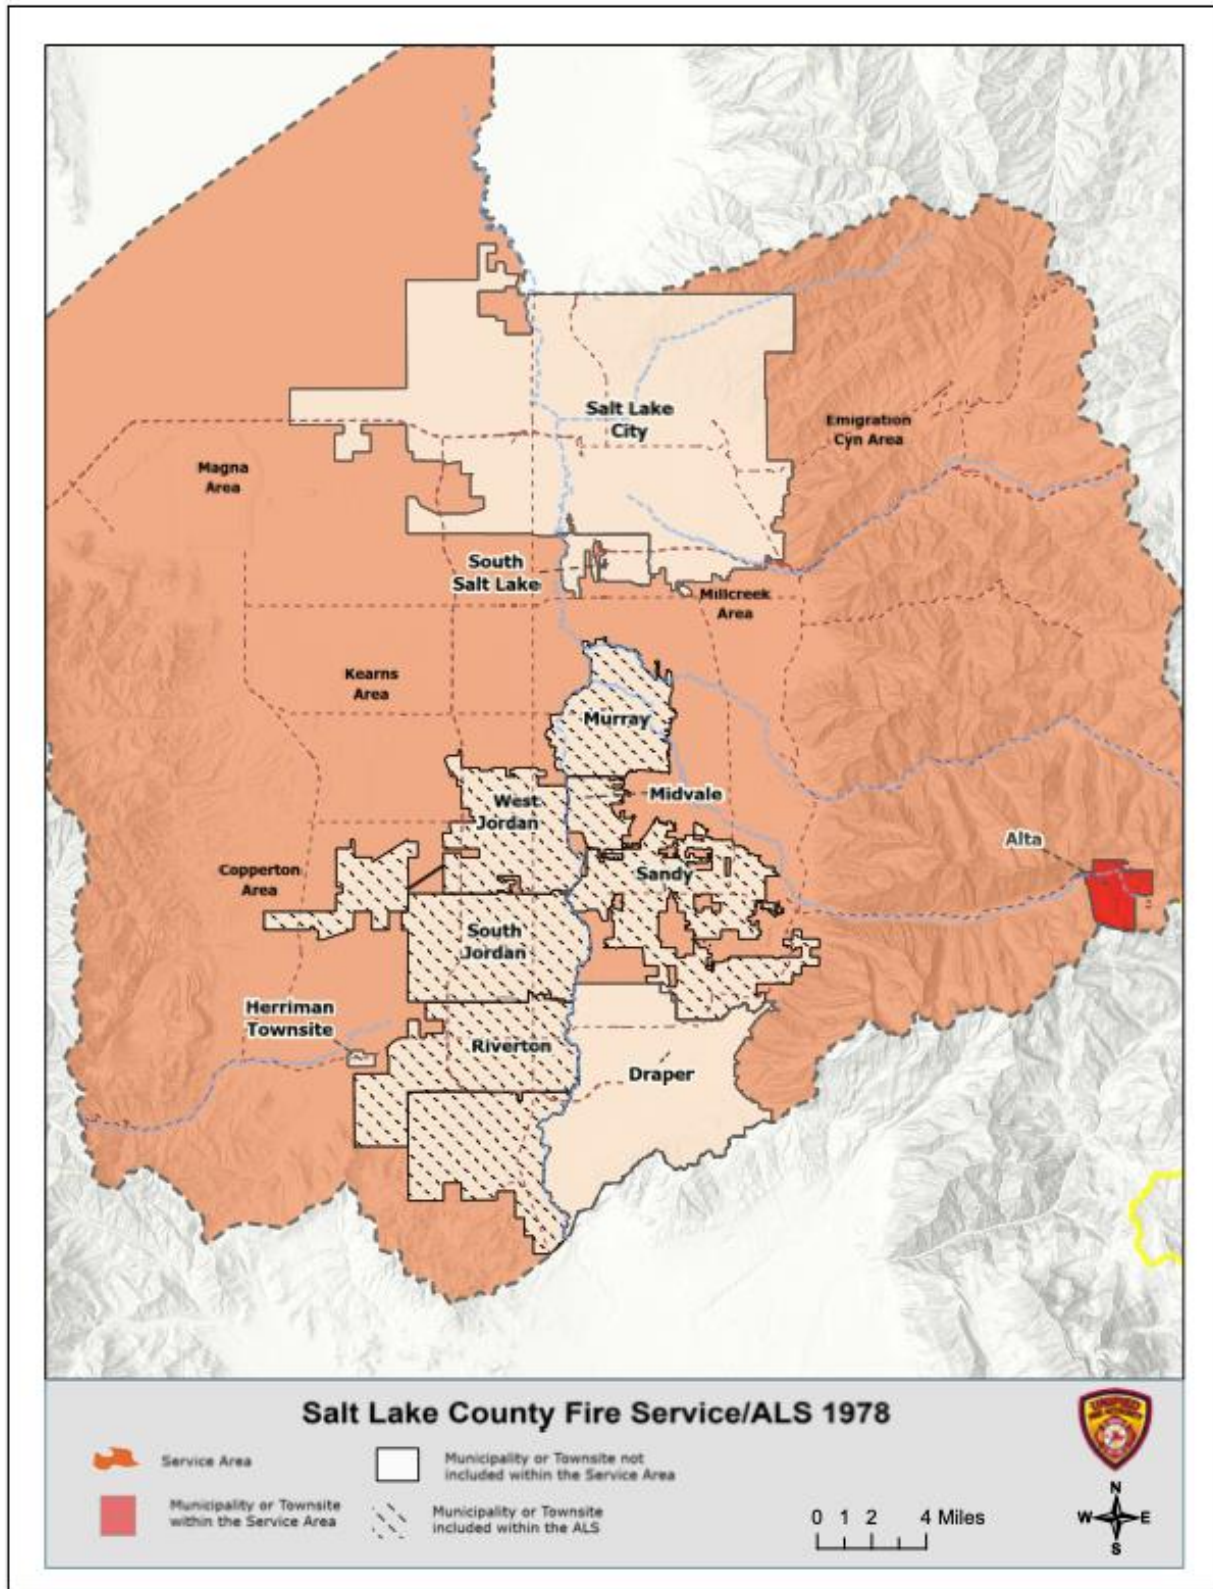 Salt Lake
City
Emigration
Cyn Area
Magna
Area
South
Salt Lake
Millcreek
Area
Kearns
Area
Murray
West
Jordan
Midvale
Alta
Copperton
Area
Sandy
South
Jordan
Herriman
Townsite
Riverton
Draper
Salt Lake County Fire Service/ALS 1978
Service Area
Municipality or Townsite not
included within the Service Area
Municipality or Townsite
within the Service Area
Municipality or Townsite
included within the ALS
0 1 2 4 Miles
UNIFIED
N
W E
S